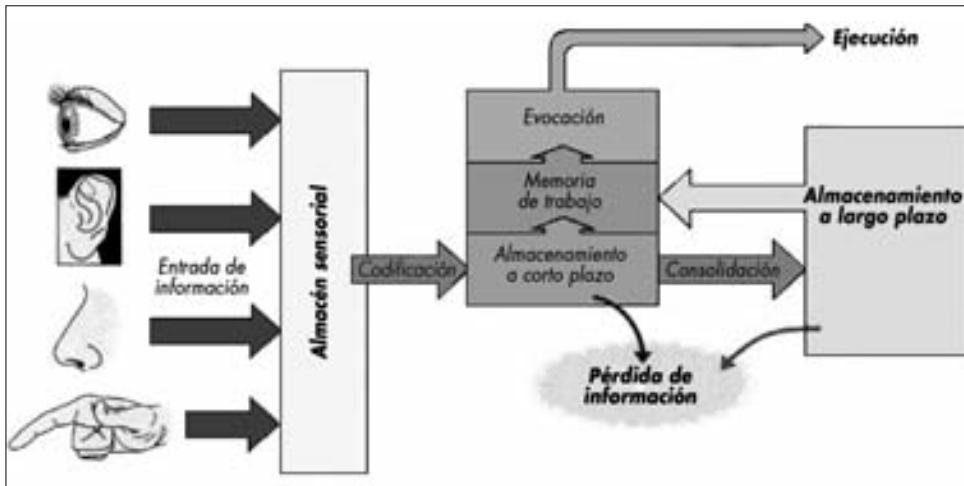 Entrada de
información
Almacén sensorial
Codificación
Evocación
Memoria
de trabajo
Almacenamiento
a corto plazo
Consolidación
Ejecución
Almacenamiento
a largo plazo
Pérdida de
información